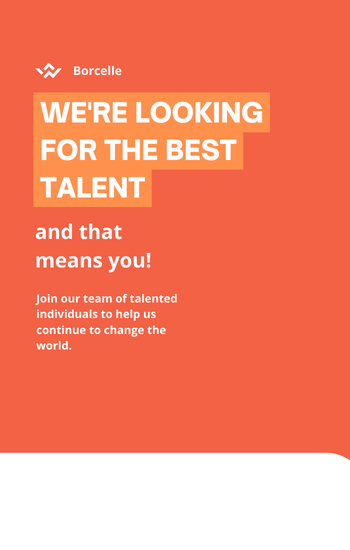 Borcelle
WE'RE LOOKING
FOR THE BEST
TALENT
and that
means you!
Join our team of talented
individuals to help us
continue to change the
world.